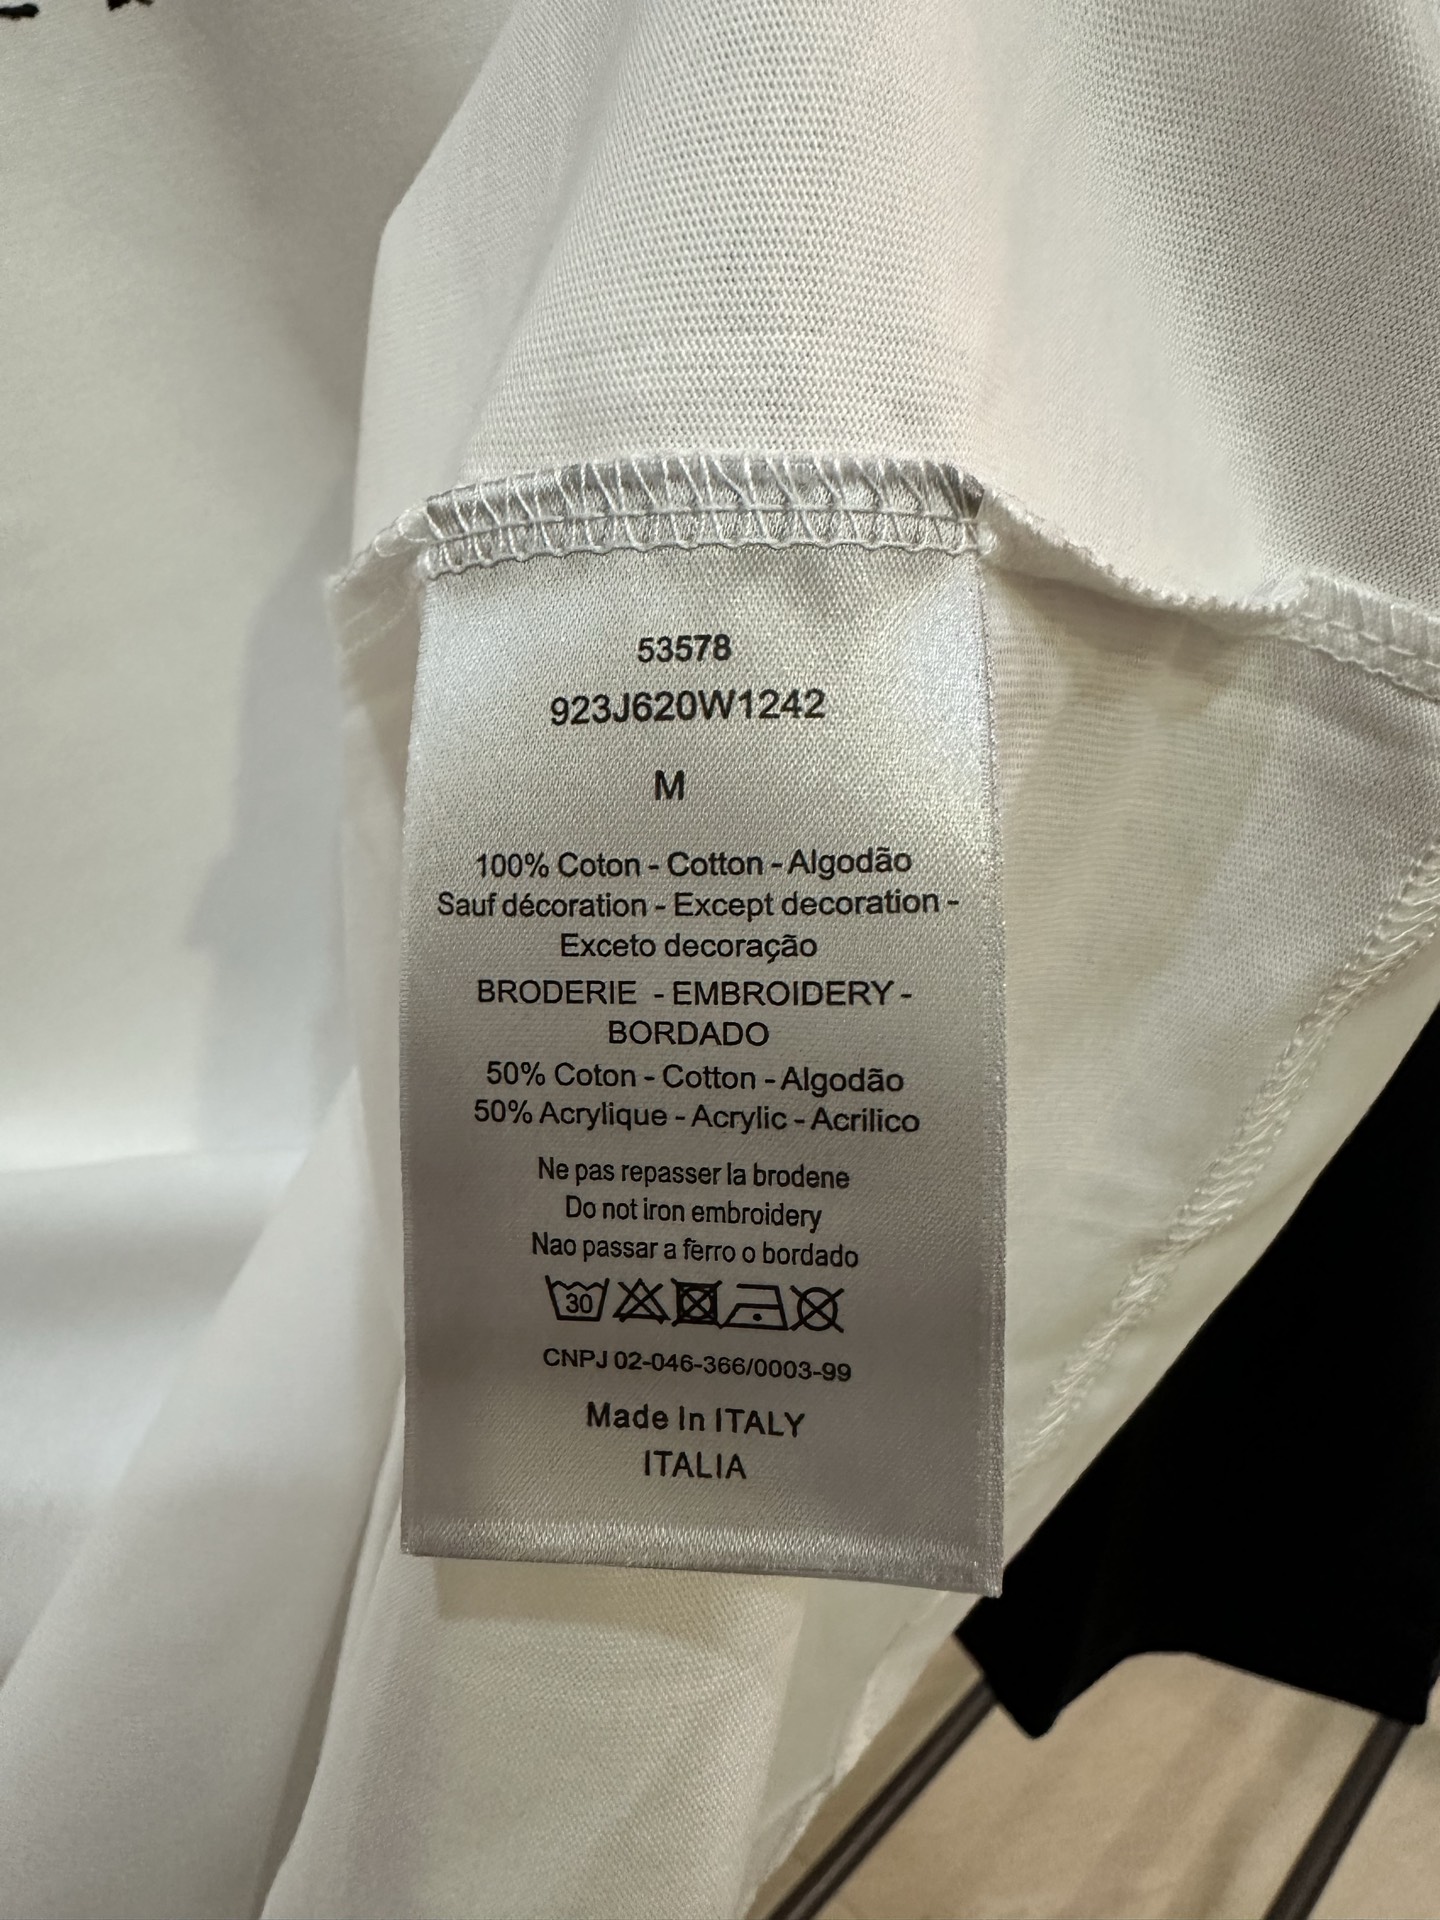 53578
923J620W1242
M
100% Coton - Cotton - Algodão
Sauf décoration - Except decoration -
Exceto decoração
BRODERIE - EMBROIDERY -
BORDADO
50% Coton - Cotton - Algodão
50% Acrylique - Acrylic - Acrilico
Ne pas repasser la brodene
Do not iron embroidery
Nao passar a ferro o bordado
30
CNPJ 02-046-366/0003-99
Made In ITALY
ITALIA